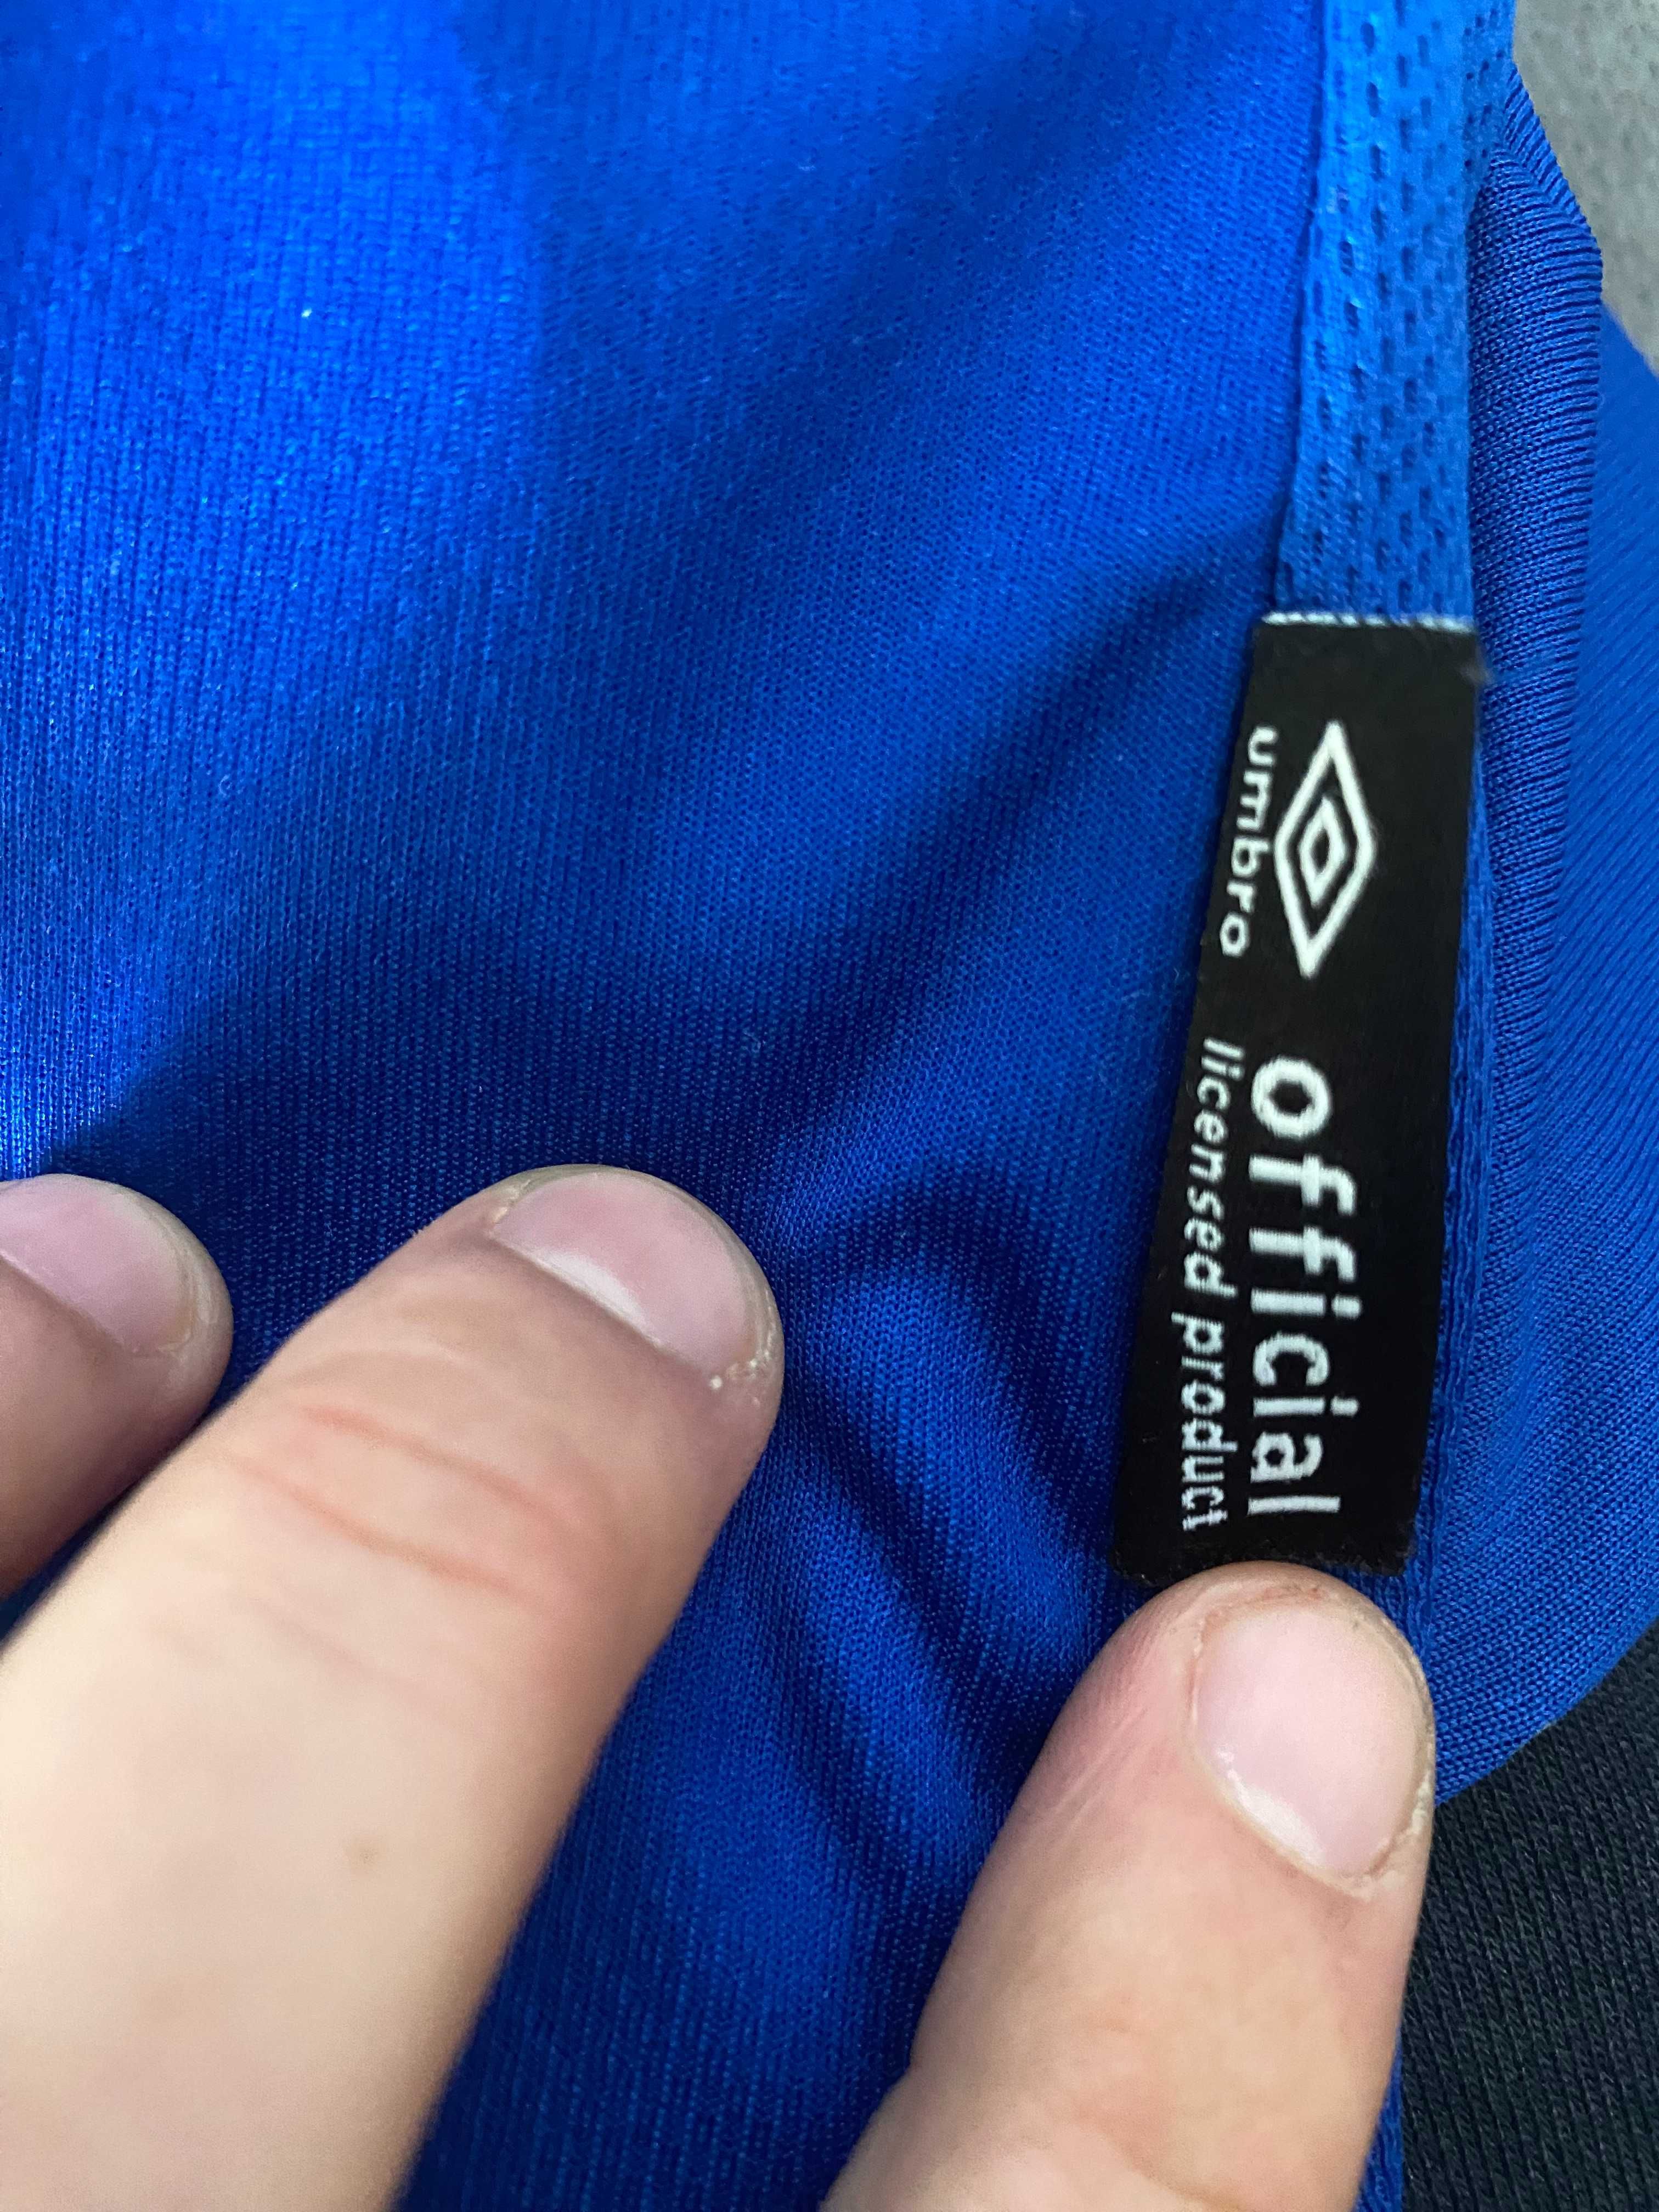 umbro
official
licensed product